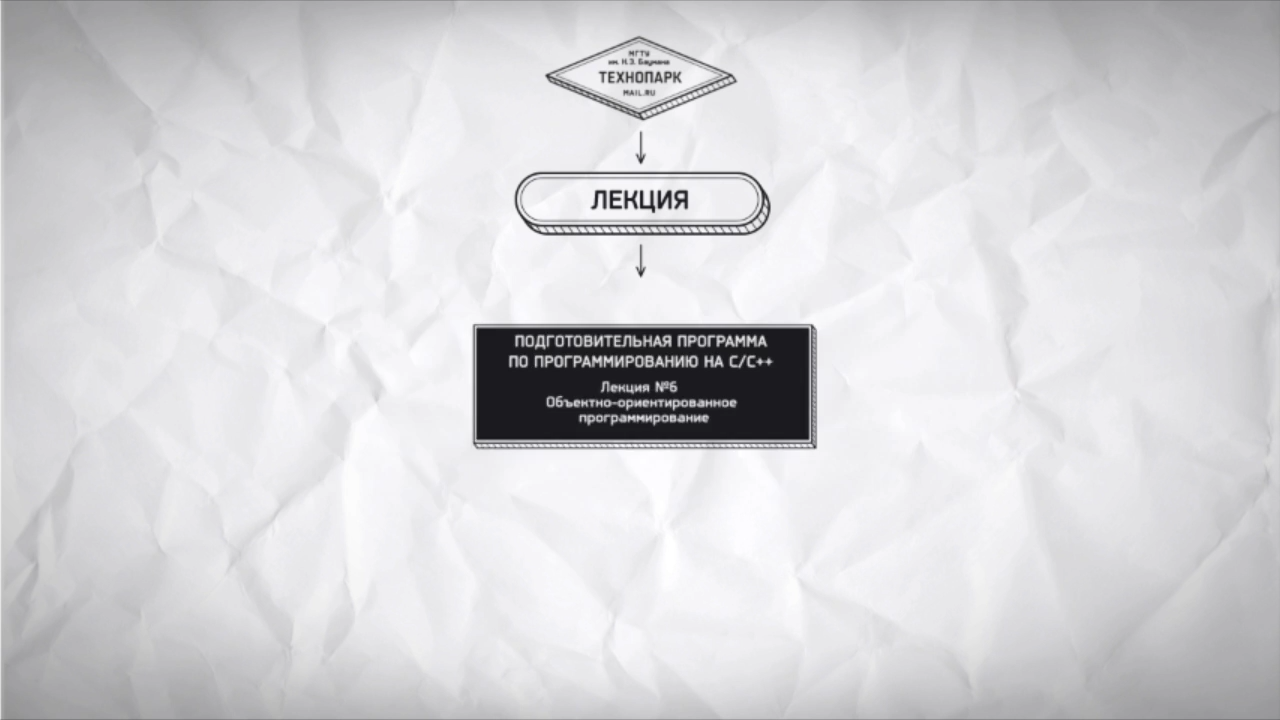 МГТУ
им. Н.Э. Баумана
ТЕХНОПАРК
MAIL.RU
ЛЕКЦИЯ
ПОДГОТОВИТЕЛЬНАЯ ПРОГРАММА
ПО ПРОГРАММИРОВАНИЮ НА С/С++
Лекция №6
Объектно-ориентированное
программирование